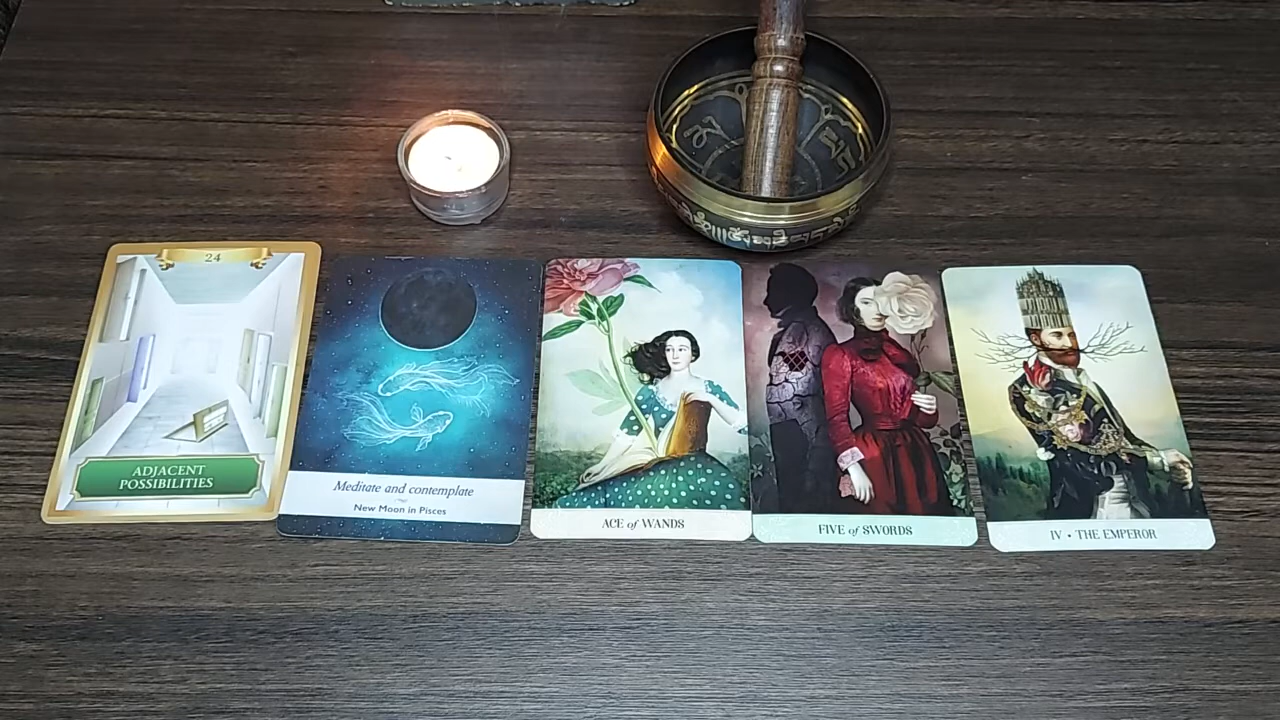 24
ADJACENT
POSSIBILITIES
Meditate and contemplate
New Moon in Pisces
ACE of WANDS
FIVE of SWORDS
IV • THE EMPEROR